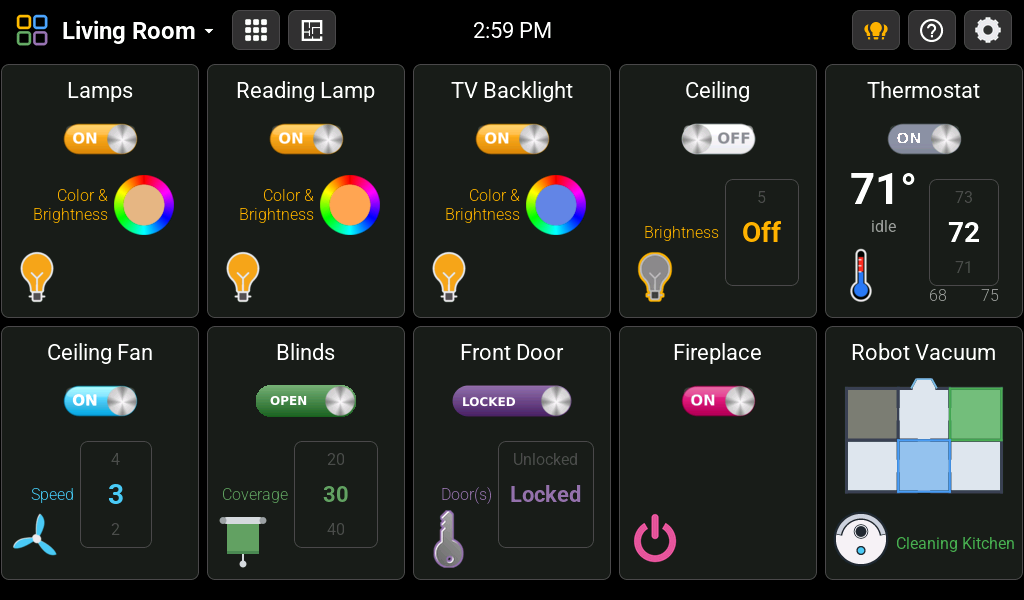 Living Room
2:59 PM
Lamps
ON
Color &
Brightness
Reading Lamp
ON
Color &
Brightness
TV Backlight
ON
Color &
Brightness
Ceiling
OFF
Brightness
5
Off
Thermostat
ON
71°
idle
73
72
71
68 75
Ceiling Fan
ON
Speed
4
3
2
Blinds
OPEN
Coverage
20
30
40
Front Door
LOCKED
Door(s)
Unlocked
Locked
Fireplace
ON
Robot Vacuum
Cleaning Kitchen